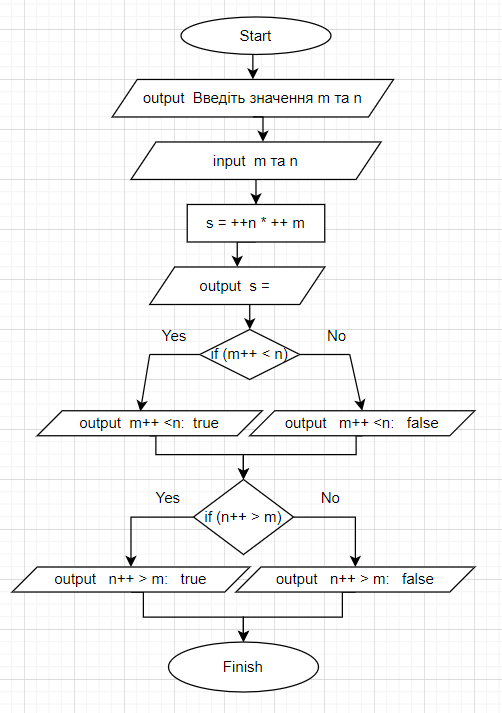 Start
output Введіть значення m та n
input m та n
s = ++n * ++ m
output s =
Yes
No
if (m++ < n)
output m++ <n: true
output m++ <n: false
Yes
No
if (n++ > m)
output n++ > m: true
output n++ > m: false
Finish